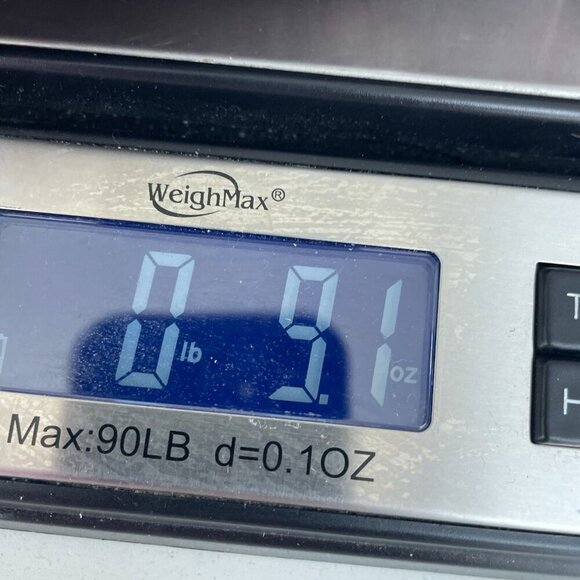 WeighMax®
0 lb 9.1 oz
Max:90LB d=0.1OZ
T
H